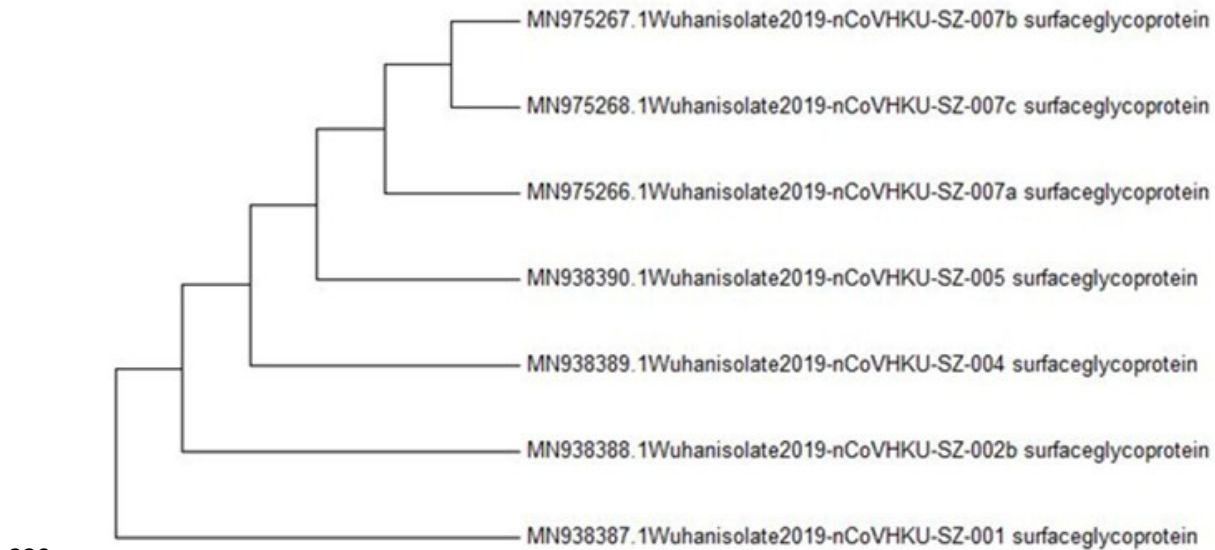 MN975267.1Wuhanisolate2019-nCoVHKU-SZ-007b surfaceglycoprotein
MN975268.1Wuhanisolate2019-nCoVHKU-SZ-007c surfaceglycoprotein
MN975266.1Wuhanisolate2019-nCoVHKU-SZ-007a surfaceglycoprotein
MN938390.1Wuhanisolate2019-nCoVHKU-SZ-005 surfaceglycoprotein
MN938389.1Wuhanisolate2019-nCoVHKU-SZ-004 surfaceglycoprotein
MN938388.1Wuhanisolate2019-nCoVHKU-SZ-002b surfaceglycoprotein
MN938387.1Wuhanisolate2019-nCoVHKU-SZ-001 surfaceglycoprotein